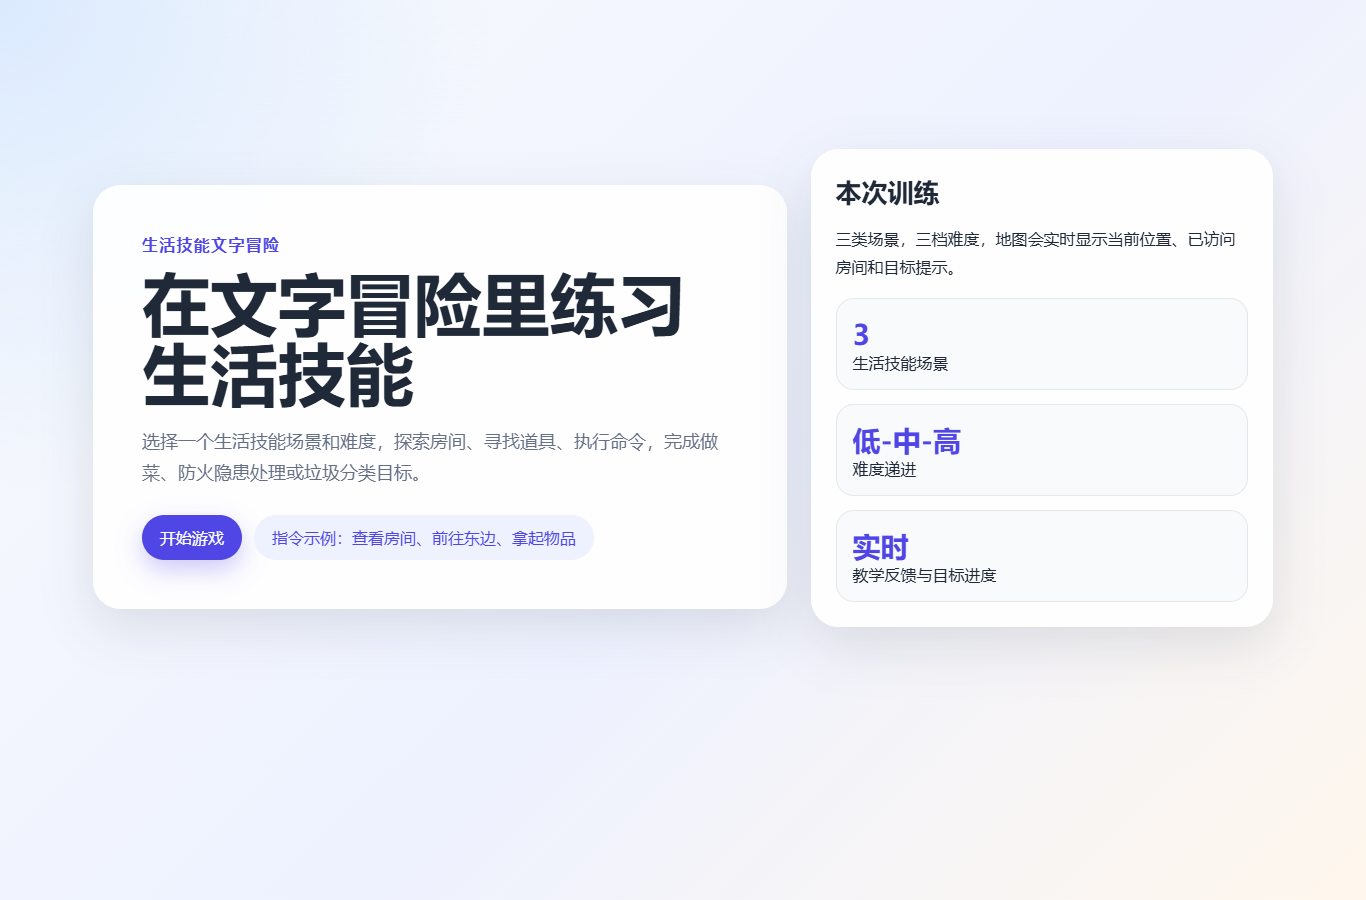 生活技能文字冒险
在文字冒险里练习
生活技能
选择一个生活技能场景和难度，探索房间、寻找道具、执行命令，完成做
菜、防火隐患处理或垃圾分类目标。
开始游戏
指令示例：查看房间、前往东边、拿起物品
本次训练
三类场景，三档难度，地图会实时显示当前位置、已访问
房间和目标提示。
3
生活技能场景
低-中-高
难度递进
实时
教学反馈与目标进度